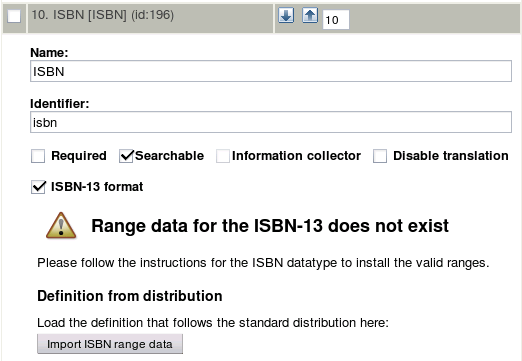 10. ISBN [ISBN] (id:196) 10
Name:
ISBN
Identifier:
isbn
Required Searchable Information collector Disable translation
ISBN-13 format
Range data for the ISBN-13 does not exist
Please follow the instructions for the ISBN datatype to install the valid ranges.
Definition from distribution
Load the definition that follows the standard distribution here:
Import ISBN range data